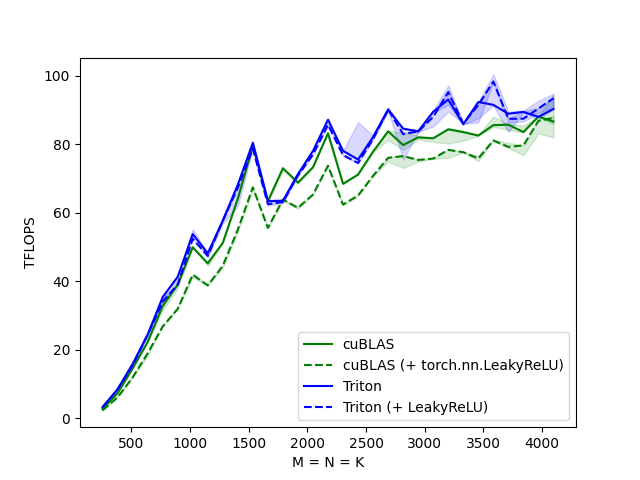 100
80
60
40
20
0
TFLOPS
cuBLAS
cuBLAS (+ torch.nn.LeakyReLU)
Triton
Triton (+ LeakyReLU)
500 1000 1500 2000 2500 3000 3500 4000
M = N = K